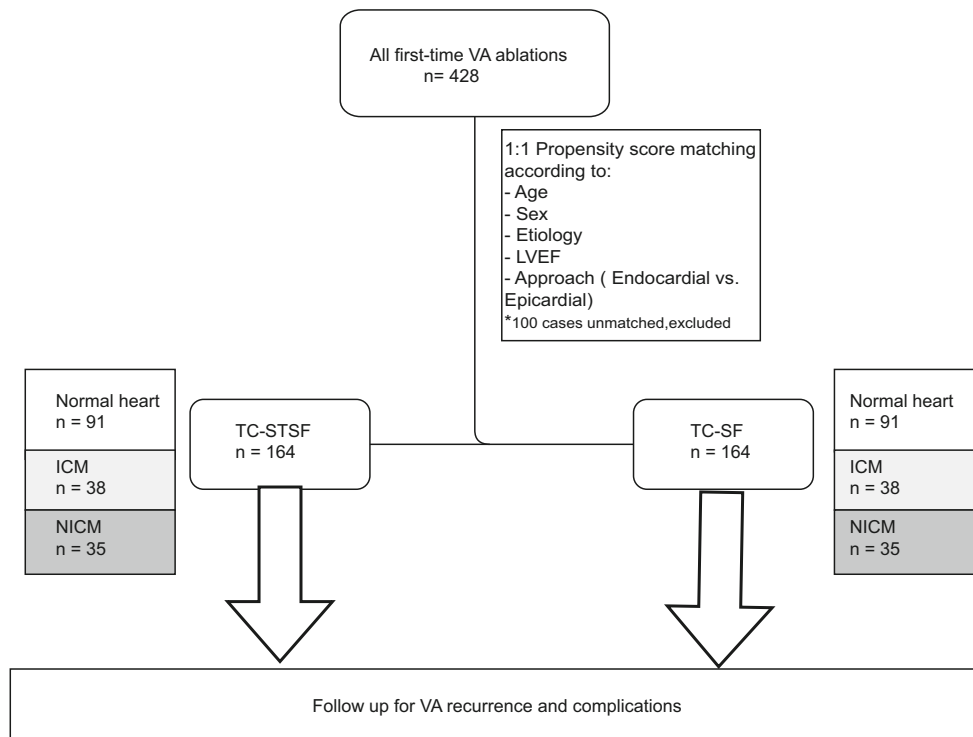 All first-time VA ablations
n= 428
1:1 Propensity score matching
according to:
- Age
- Sex
- Etiology
- LVEF
- Approach ( Endocardial vs.
Epicardial)
*100 cases unmatched,excluded
Normal heart
n = 91
ICM
n = 38
NICM
n = 35
TC-STSF
n = 164
TC-SF
n = 164
Normal heart
n = 91
ICM
n = 38
NICM
n = 35
Follow up for VA recurrence and complications